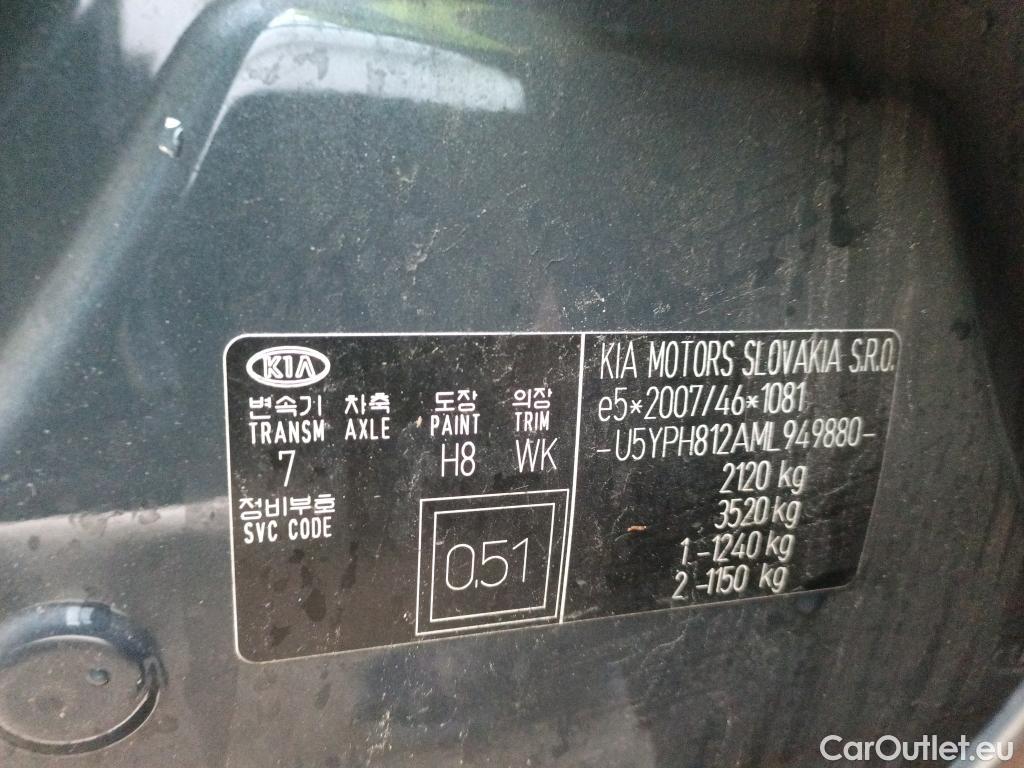 KIA
변속기 차축 도장 의장
TRANSM AXLE PAINT TRIM
7 H8 WK
정비부호
SVC CODE
0.51
KIA MOTORS SLOVAKIA S.R.O.
e5*2007/46*1081
-U5YPH812AML949880-
2120 kg
3520 kg
1.-1240 kg
2.-1150 kg
CarOutlet.eu